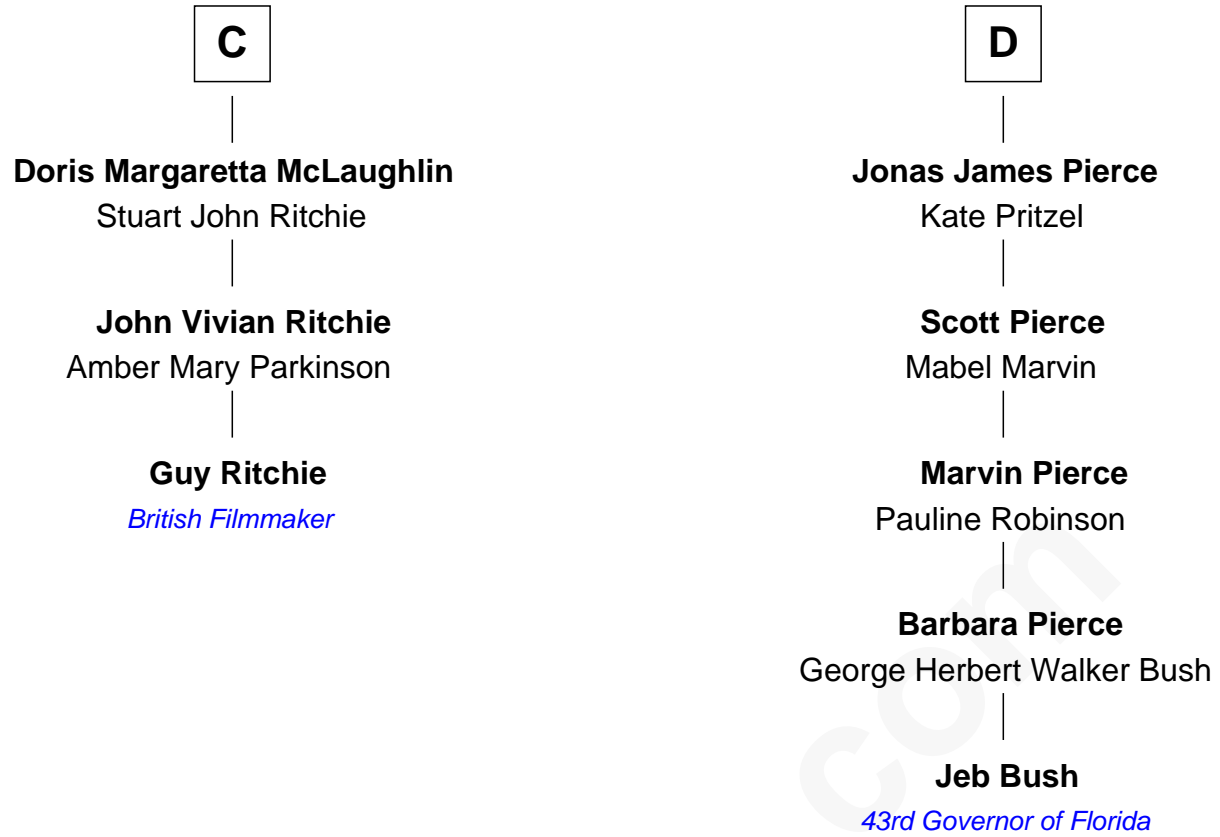 C
Doris Margaretta McLaughlin
Stuart John Ritchie
John Vivian Ritchie
Amber Mary Parkinson
Guy Ritchie
British Filmmaker
D
Jonas James Pierce
Kate Pritzel
Scott Pierce
Mabel Marvin
Marvin Pierce
Pauline Robinson
Barbara Pierce
George Herbert Walker Bush
Jeb Bush
43rd Governor of Florida
com